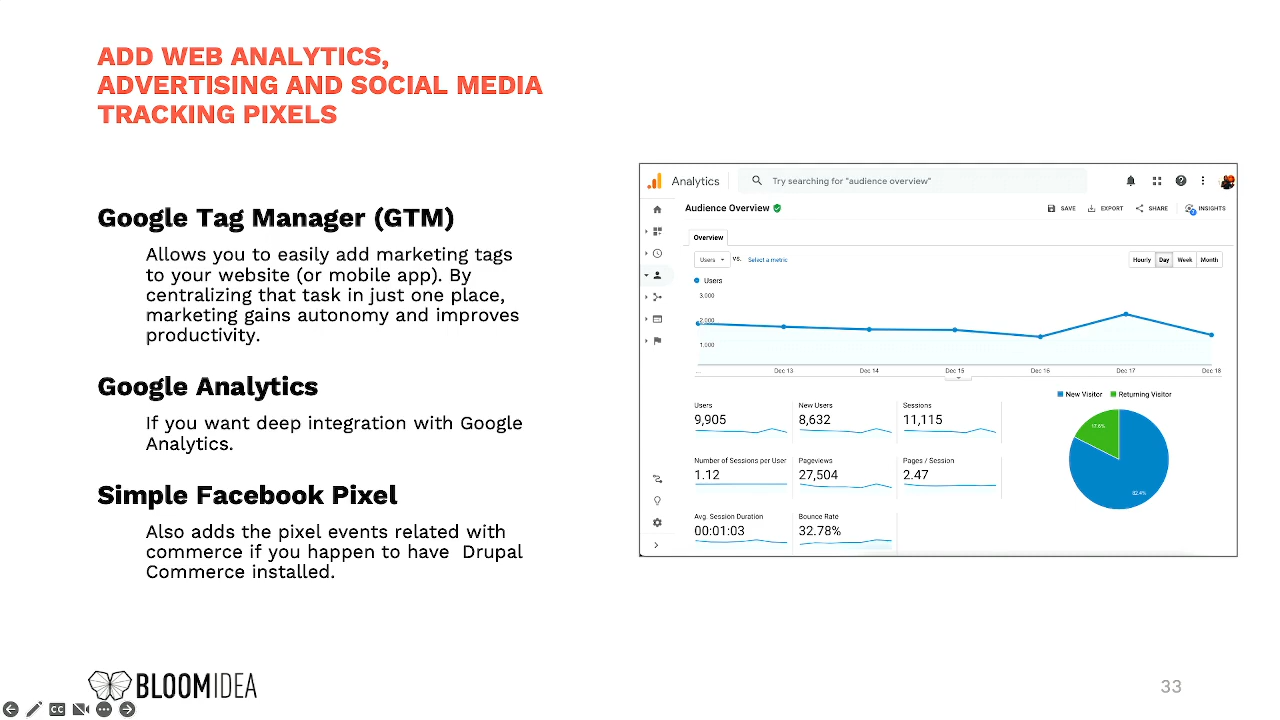 ADD WEB ANALYTICS,
ADVERTISING AND SOCIAL MEDIA
TRACKING PIXELS
Google Tag Manager (GTM)
Allows you to easily add marketing tags
to your website (or mobile app). By
centralizing that task in just one place,
marketing gains autonomy and improves
productivity.
Google Analytics
If you want deep integration with Google
Analytics.
Simple Facebook Pixel
Also adds the pixel events related with
commerce if you happen to have  Drupal
Commerce installed.
Analytics
Try searching for "audience overview"
Audience Overview
SAVE
EXPORT
SHARE
INSIGHTS
Overview
Users
VS.
Select a metric
Hourly
Day
Week
Month
Users
3,000
2,000
1,000
...
Dec 13
Dec 14
Dec 15
Dec 16
Dec 17
Dec 18
New Visitor
Returning Visitor
Users
9,905
New Users
8,632
Sessions
11,115
Number of Sessions per User
1.12
Pageviews
27,504
Pages / Session
2.47
Avg. Session Duration
00:01:03
Bounce Rate
32.78%
17.6%
82.4%
BLOOMIDEA
33
CC